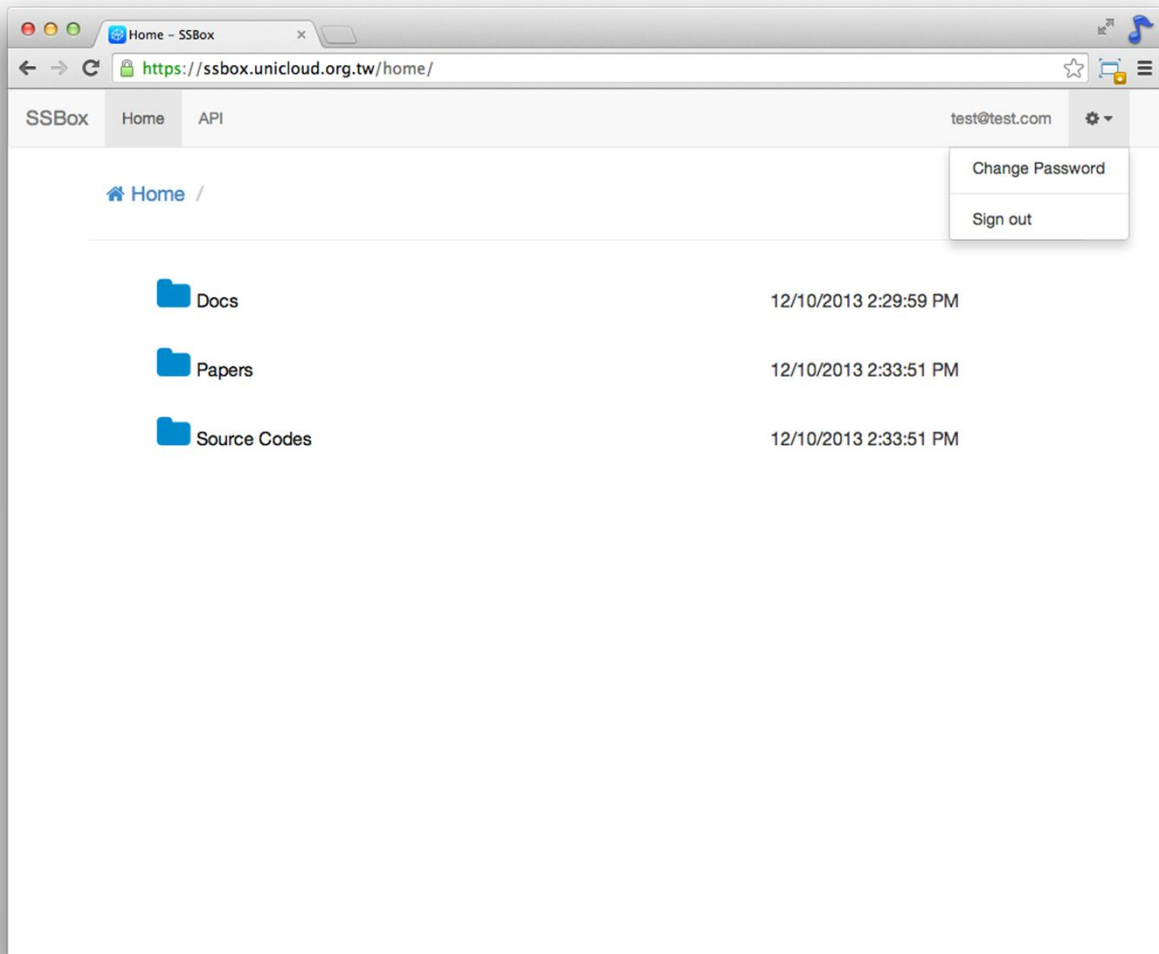 Home – SSBox
https://ssbox.unicloud.org.tw/home/
SSBox Home API test@test.com
Change Password
Sign out
Home /
Docs 12/10/2013 2:29:59 PM
Papers 12/10/2013 2:33:51 PM
Source Codes 12/10/2013 2:33:51 PM